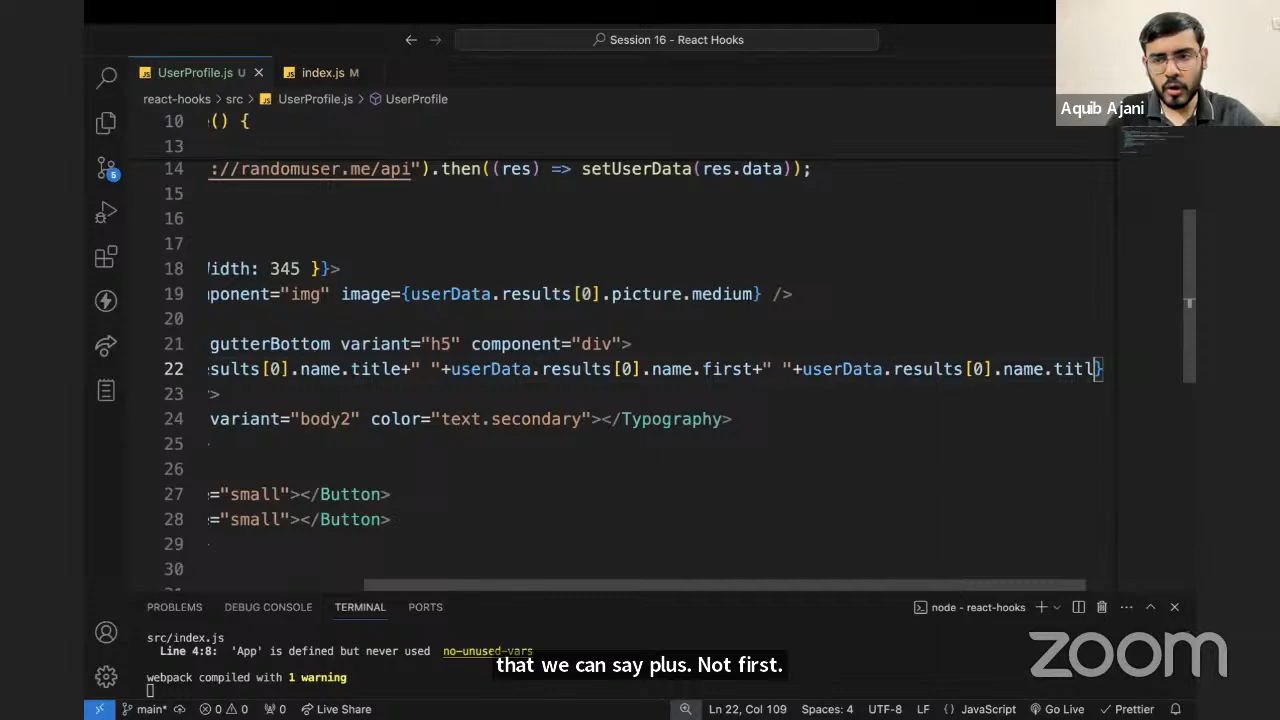 Session 16 - React Hooks
Aquib Ajani
UserProfile.js U
index.js M
react-hooks > src > UserProfile.js > UserProfile
10 () {
13
14 ://randomuser.me/api").then((res) => setUserData(res.data));
15
16
17
18 Width: 345 }}>
19 ponent="img" image={userData.results[0].picture.medium} />
20
21 gutterBottom variant="h5" component="div">
22 esults[0].name.title+" "+userData.results[0].name.first+" "+userData.results[0].name.titl}
23 >
24 variant="body2" color="text.secondary"></Typography>
25
26
27 e="small"></Button>
28 e="small"></Button>
29
30
5
PROBLEMS DEBUG CONSOLE TERMINAL PORTS
node - react-hooks
src/index.js
Line 4:8: 'App' is defined but never used no-unused-vars
that we can say plus. Not first.
webpack compiled with 1 warning
zoom
main* 0 0 0 Live Share
Ln 22, Col 109 Spaces: 4 UTF-8 LF {} JavaScript Go Live Prettier